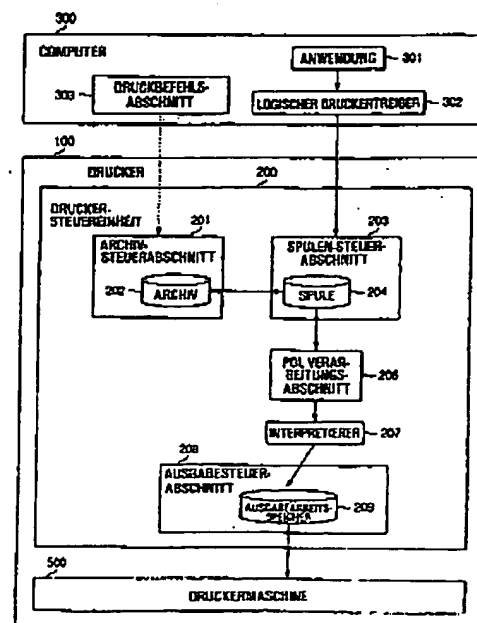 300
COMPUTER
ANWENDUNG
301
303
DRUCKBEFEHLS-
ABSCHNITT
LOGISCHER DRUCKERTREIBER
302
100
DRUCKER
200
DRUCKER-
STEUEREINHEIT
201
ARCHIV-
STEUERABSCHNITT
202
ARCHIV
203
SPULEN-STEUER-
ABSCHNITT
SPULE
204
PDL VERAR-
BEITUNGS-
ABSCHNITT
206
INTERPRETIERER
207
208
AUSGABESTEUER-
ABSCHNITT
AUSGABEARBEITS-
SPEICHER
209
500
DRUCKERMASCHINE